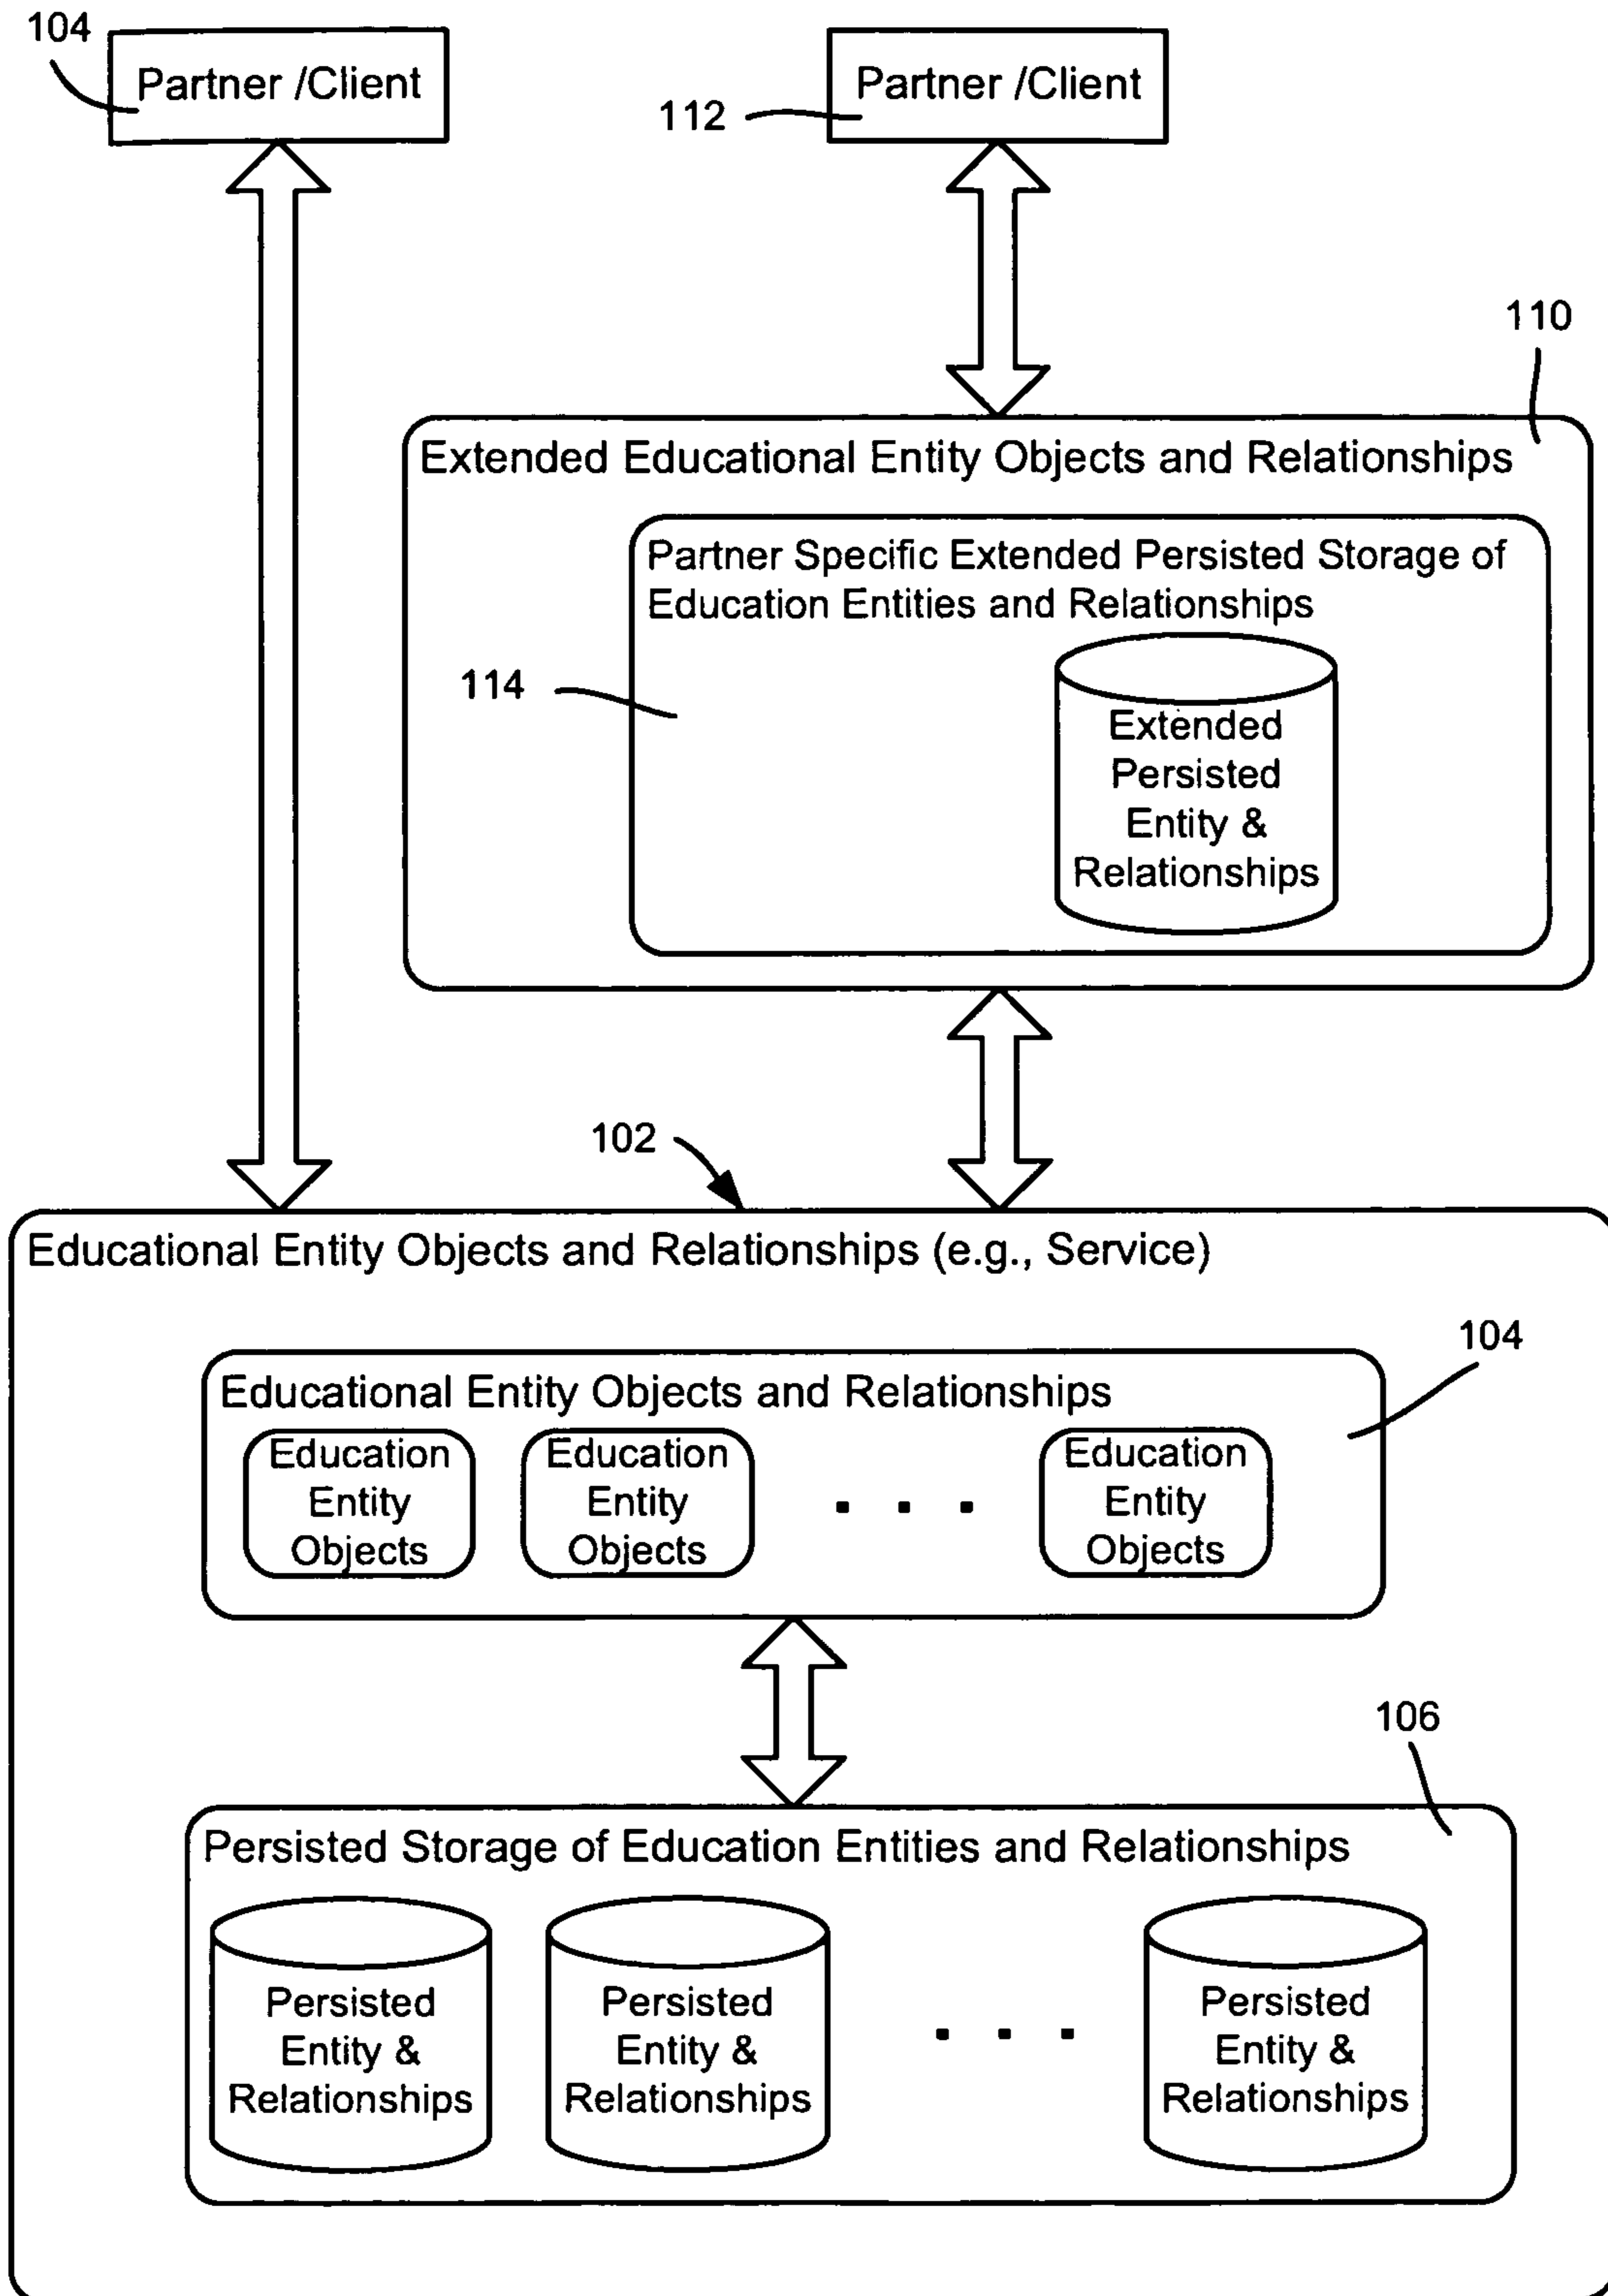 104
Partner /Client
112
Partner /Client
110
Extended Educational Entity Objects and Relationships
Partner Specific Extended Persisted Storage of
Education Entities and Relationships
114
Extended
Persisted
Entity &
Relationships
102
Educational Entity Objects and Relationships (e.g., Service)
104
Educational Entity Objects and Relationships
Education
Entity
Objects
Education
Entity
Objects
. . .
Education
Entity
Objects
106
Persisted Storage of Education Entities and Relationships
Persisted
Entity &
Relationships
Persisted
Entity &
Relationships
. . .
Persisted
Entity &
Relationships